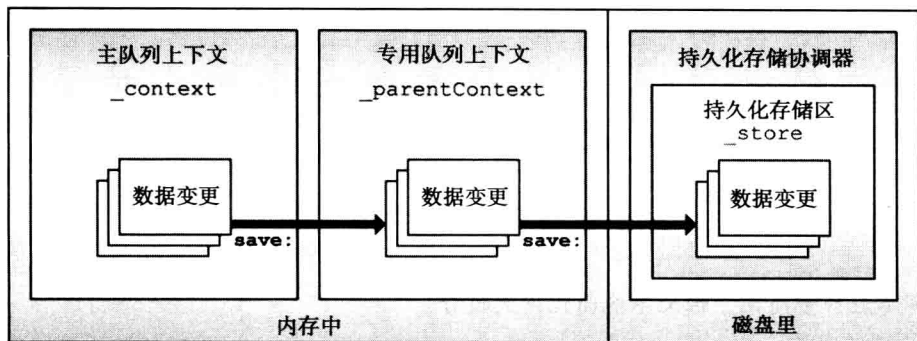 主队列上下文
_context
专用队列上下文
_parentContext
持久化存储协调器
持久化存储区
_store
数据变更
save:
数据变更
save:
数据变更
内存中
磁盘里